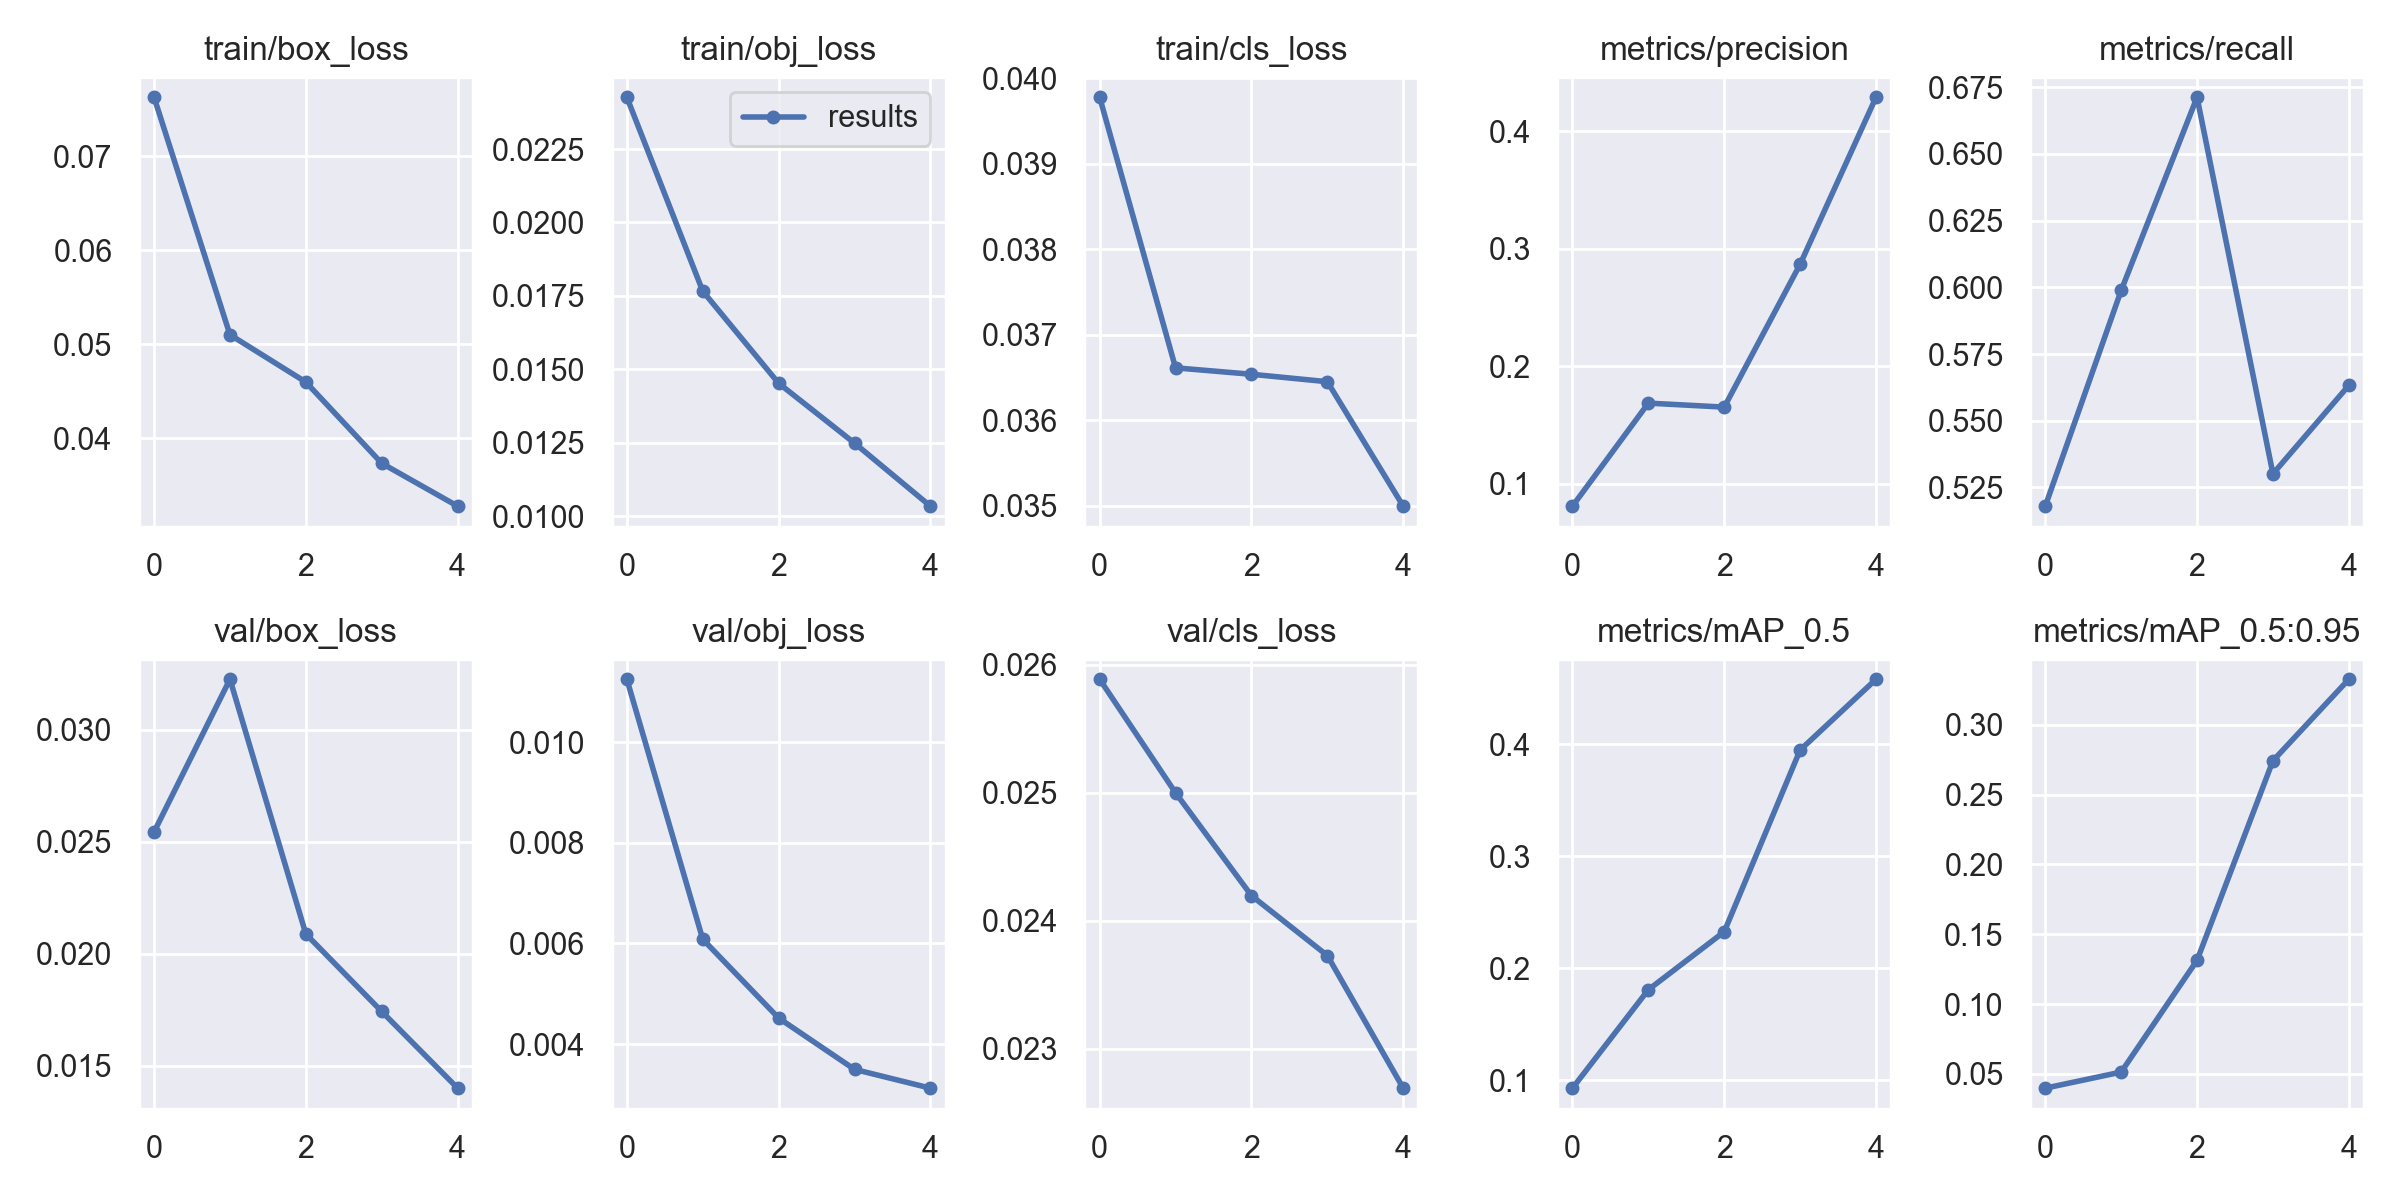 train/box_loss
0.07
0.06
0.05
0.04
0 2 4
train/obj_loss
results
0.0225
0.0200
0.0175
0.0150
0.0125
0.0100
0 2 4
train/cls_loss
0.040
0.039
0.038
0.037
0.036
0.035
0 2 4
metrics/precision
0.4
0.3
0.2
0.1
0 2 4
metrics/recall
0.675
0.650
0.625
0.600
0.575
0.550
0.525
0 2 4
val/box_loss
0.030
0.025
0.020
0.015
0 2 4
val/obj_loss
0.010
0.008
0.006
0.004
0 2 4
val/cls_loss
0.026
0.025
0.024
0.023
0 2 4
metrics/mAP_0.5
0.4
0.3
0.2
0.1
0 2 4
metrics/mAP_0.5:0.95
0.30
0.25
0.20
0.15
0.10
0.05
0 2 4